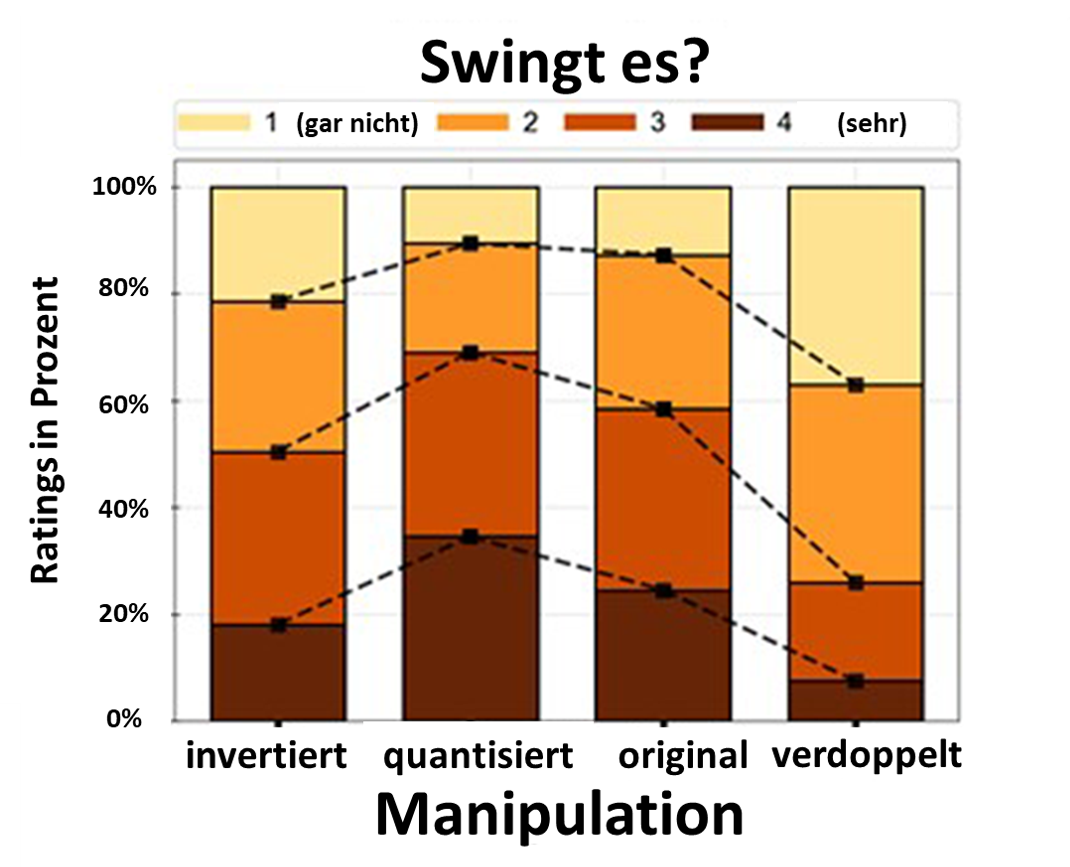 Swingt es?
1 (gar nicht) 2 3 4 (sehr)
100%
80%
60%
40%
20%
0%
Ratings in Prozent
invertiert quantisiert original verdoppelt
Manipulation